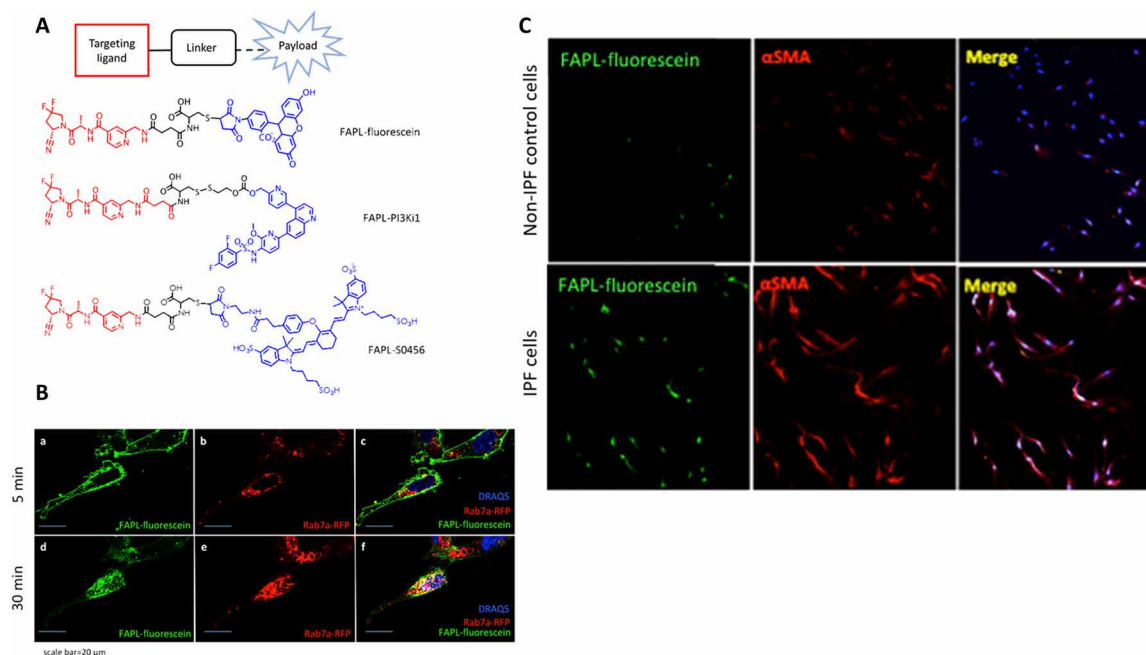 A
Targeting
ligand
Linker
Payload
FAPL-fluorescein
FAPL-PI3Ki1
FAPL-S0456
B
5 min
a
FAPL-fluorescein
b
Rab7a-RFP
c
DRAQ5
Rab7a-RFP
FAPL-fluorescein
30 min
d
FAPL-fluorescein
e
Rab7a-RFP
f
DRAQ5
Rab7a-RFP
FAPL-fluorescein
scale bar=20 µm
C
Non-IPF control cells
FAPL-fluorescein
αSMA
Merge
IPF cells
FAPL-fluorescein
αSMA
Merge